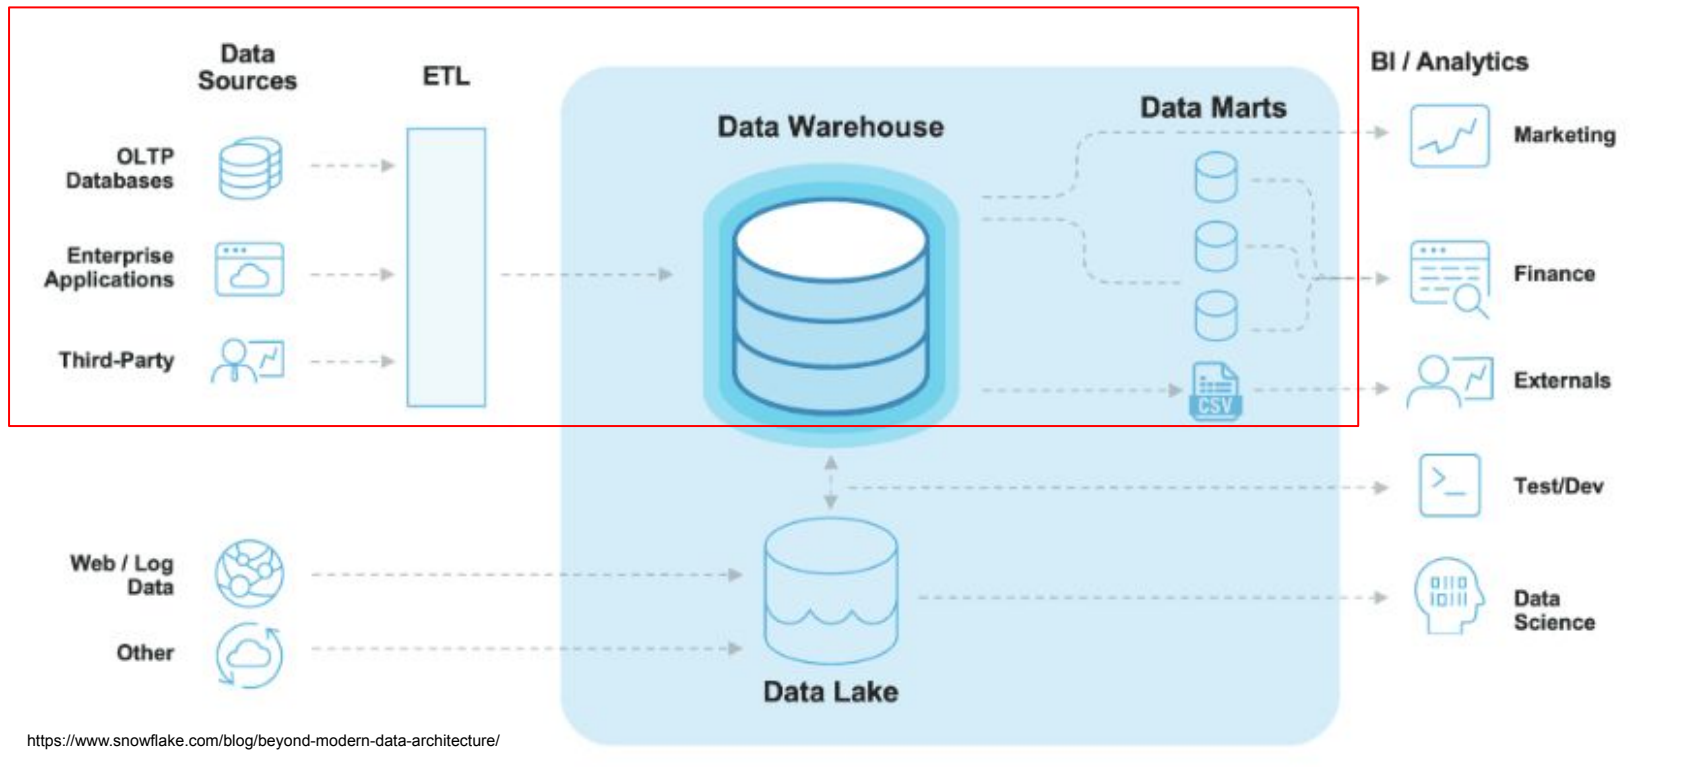 Data
Sources
ETL
BI / Analytics
Data Warehouse
Data Marts
OLTP
Databases
Marketing
Enterprise
Applications
Finance
Third-Party
CSV
Externals
Test/Dev
Web / Log
Data
0110
10111
Data
Science
Other
Data Lake
https://www.snowflake.com/blog/beyond-modern-data-architecture/